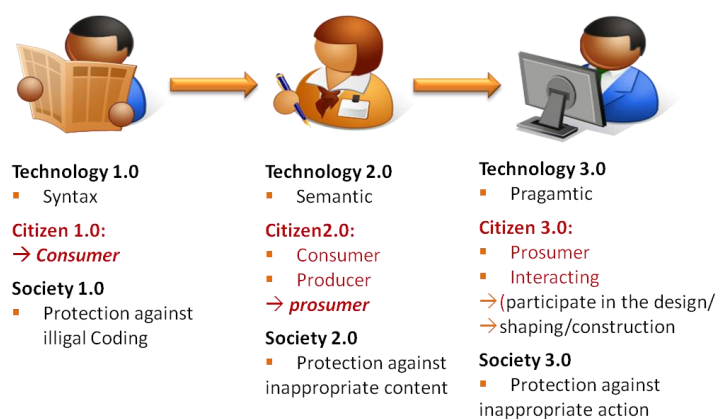 Technology 1.0
▪ Syntax
Citizen 1.0:
→ Consumer
Society 1.0
▪ Protection against
illigal Coding
Technology 2.0
▪ Semantic
Citizen2.0:
▪ Consumer
▪ Producer
→ prosumer
Society 2.0
▪ Protection against
inappropriate content
Technology 3.0
▪ Pragamtic
Citizen 3.0:
▪ Prosumer
▪ Interacting
→ (participate in the design/
→ shaping/construction
Society 3.0
▪ Protection against
inappropriate action